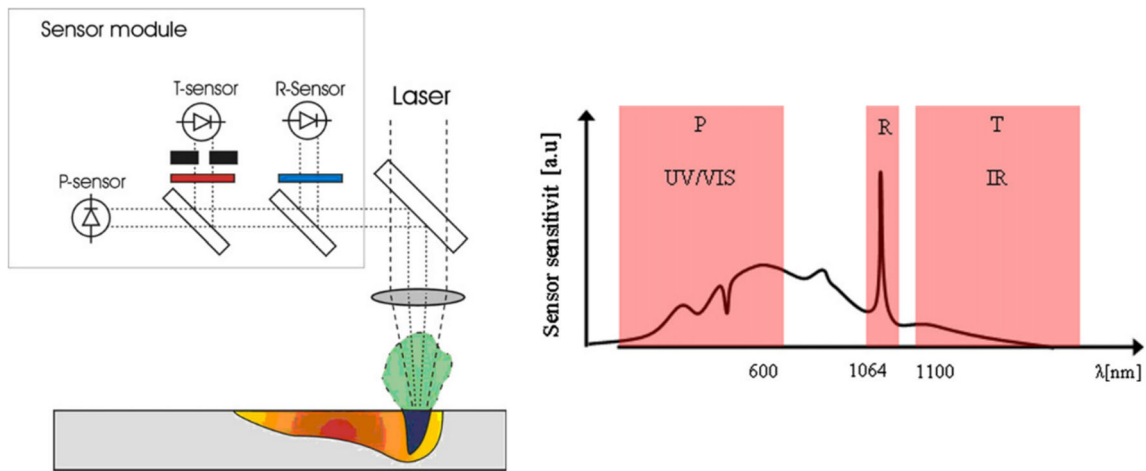 Sensor module
T-sensor
R-Sensor
Laser
P-sensor
Sensor sensitivit [a.u]
P
UV/VIS
R
T
IR
600
1064
1100
λ[nm]